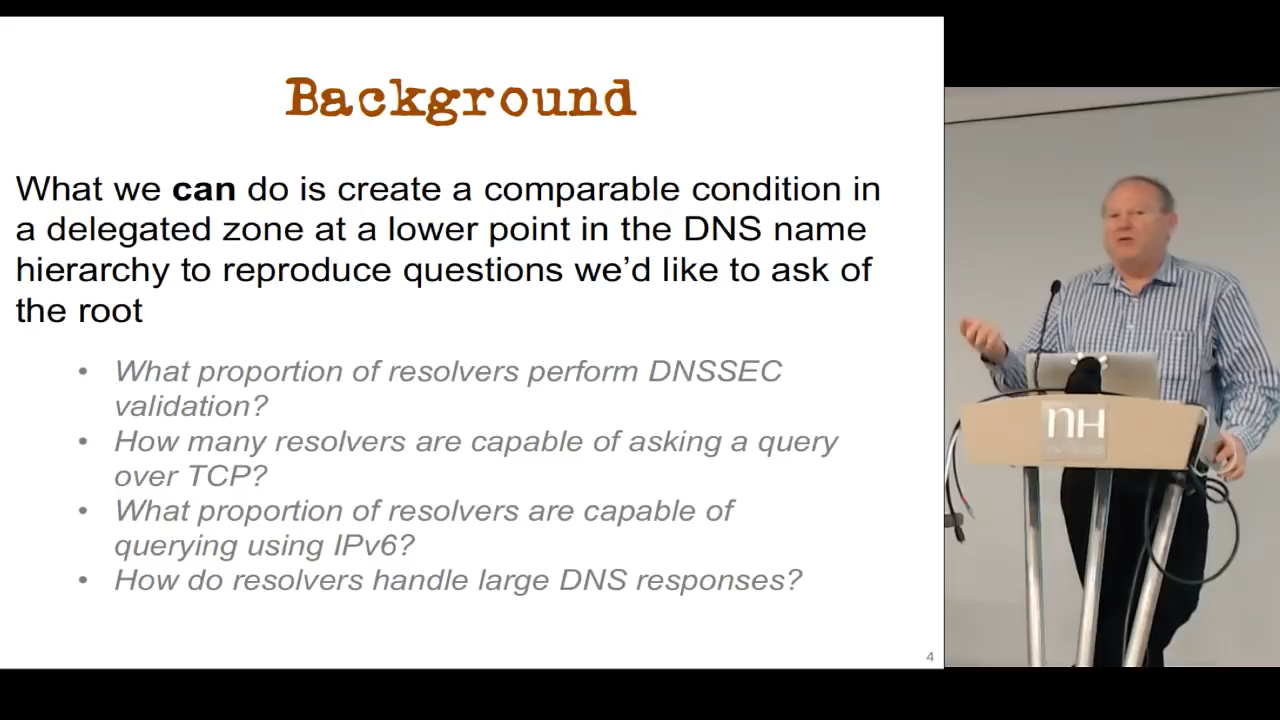 Background
What we can do is create a comparable condition in
a delegated zone at a lower point in the DNS name
hierarchy to reproduce questions we'd like to ask of
the root
• What proportion of resolvers perform DNSSEC
validation?
• How many resolvers are capable of asking a query
over TCP?
• What proportion of resolvers are capable of
querying using IPv6?
• How do resolvers handle large DNS responses?
4
nH